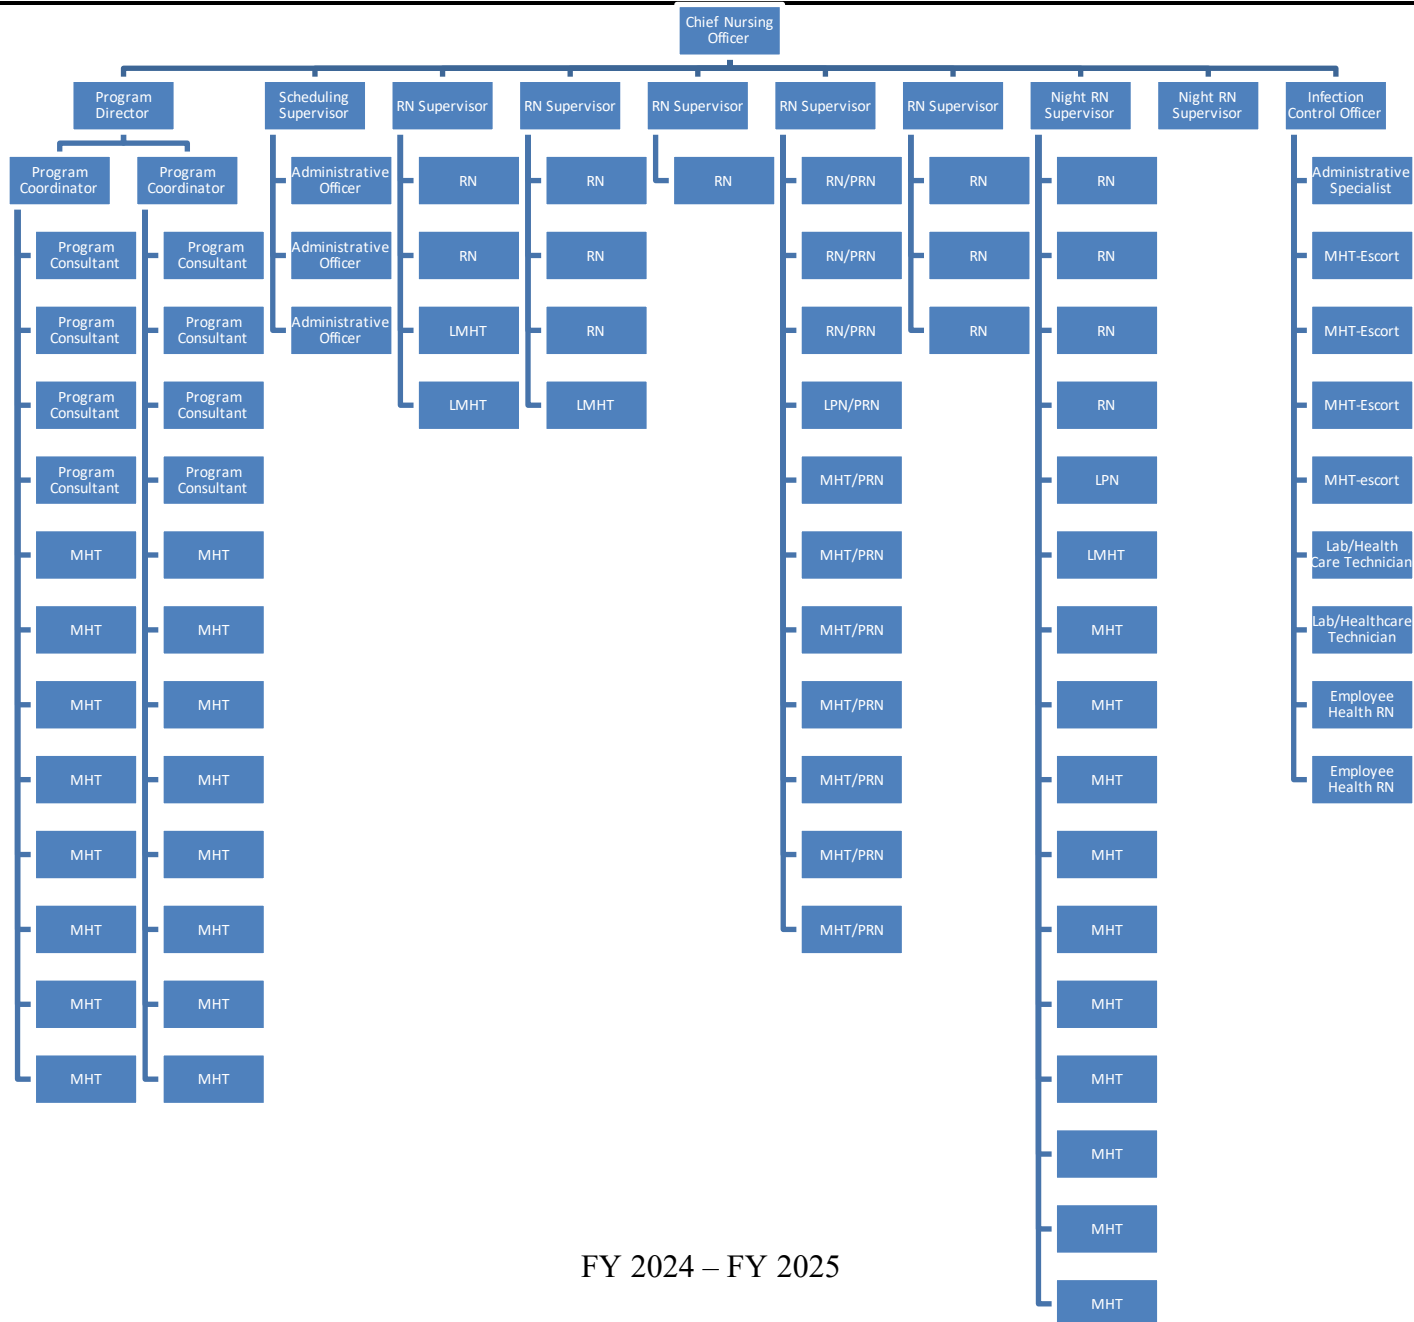 Chief Nursing
Officer
Program
Director
Scheduling
Supervisor
RN Supervisor
RN Supervisor
RN Supervisor
RN Supervisor
RN Supervisor
Night RN
Supervisor
Night RN
Supervisor
Infection
Control Officer
Program
Coordinator
Program
Consultant
Program
Consultant
Program
Consultant
Program
Consultant
MHT
MHT
MHT
MHT
MHT
MHT
MHT
MHT
Program
Coordinator
Program
Consultant
Program
Consultant
Program
Consultant
Program
Consultant
MHT
MHT
MHT
MHT
MHT
MHT
MHT
MHT
Administrative
Officer
Administrative
Officer
Administrative
Officer
RN
RN
LMHT
LMHT
RN
RN
RN
LMHT
RN
RN/PRN
RN/PRN
RN/PRN
LPN/PRN
MHT/PRN
MHT/PRN
MHT/PRN
MHT/PRN
MHT/PRN
MHT/PRN
MHT/PRN
RN
RN
RN
RN
RN
RN
RN
LPN
LMHT
MHT
MHT
MHT
MHT
MHT
MHT
MHT
MHT
MHT
MHT
Administrative
Specialist
MHT-Escort
MHT-Escort
MHT-Escort
MHT-escort
Lab/Health
Care Technician
Lab/Healthcare
Technician
Employee
Health RN
Employee
Health RN
FY 2024 – FY 2025